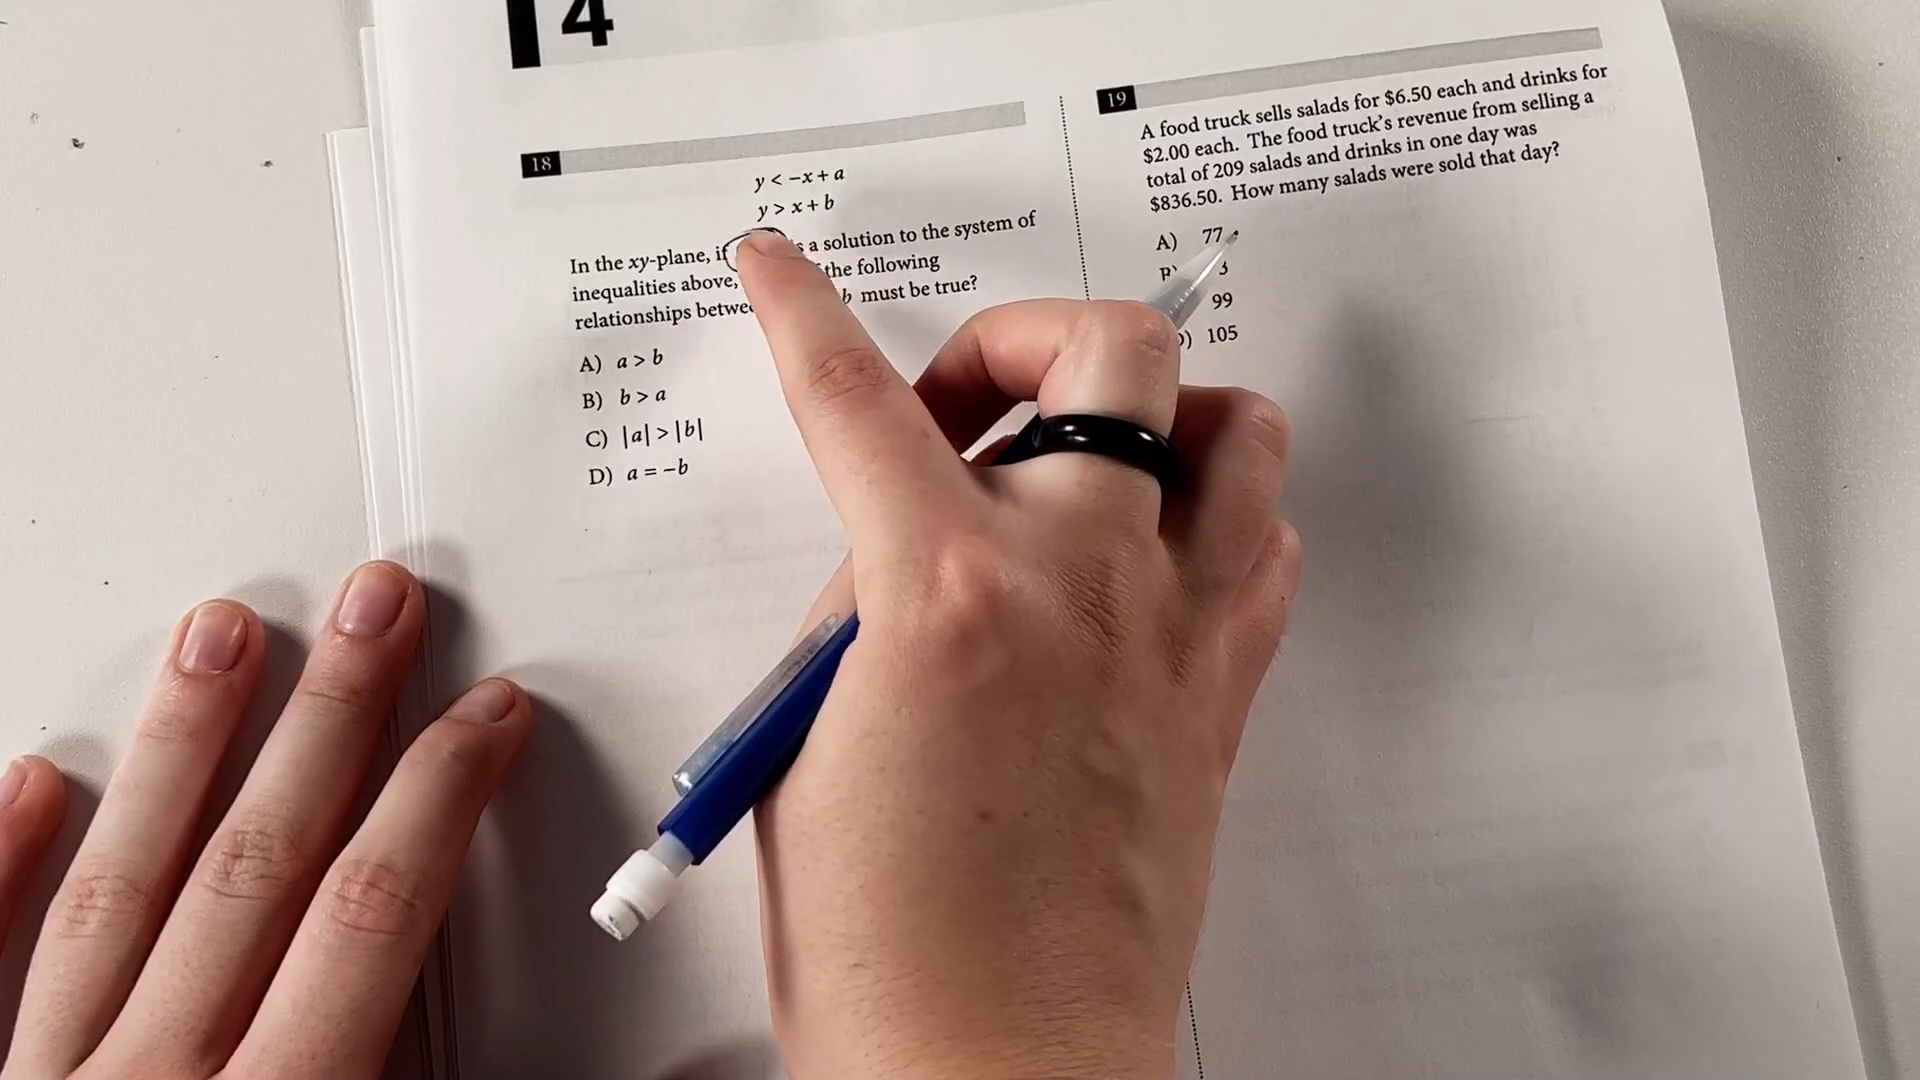 4
18
y < −x + a
y > x + b
In the xy-plane, if a solution to the system of
inequalities above, the following
relationships b must be true?
A) a > b
B) b > a
C) |a| > |b|
D) a = −b
19
A food truck sells salads for $6.50 each and drinks for
$2.00 each. The food truck’s revenue from selling a
total of 209 salads and drinks in one day was
$836.50. How many salads were sold that day?
A) 77
99
105